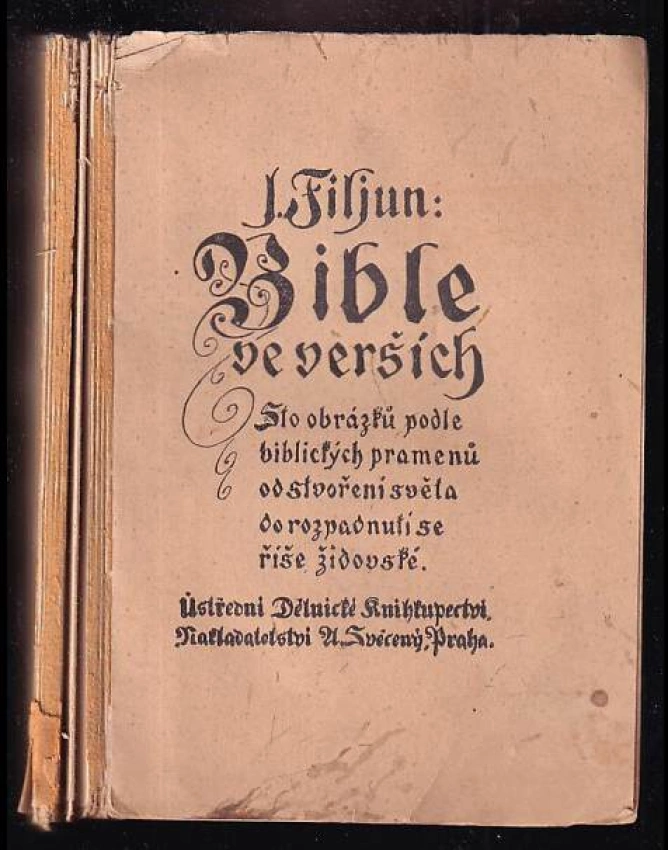 J. Filjun:
Bible
ve verších
Sto obrázků podle
biblických pramenů
od stvoření světa
do rozpadnutí se
říše židovské.
Ústřední Dělnické Knihkupectví,
Nakladatelství A. Svěcený, Praha.